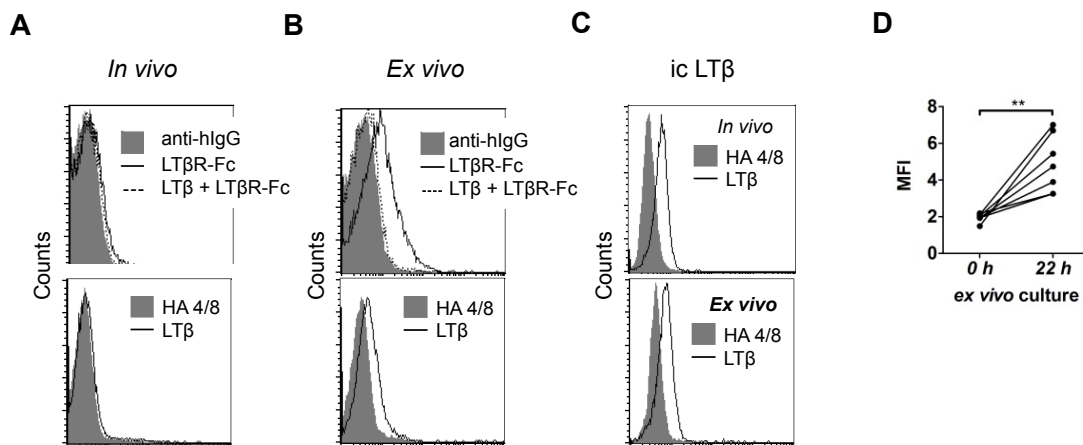 A
In vivo
anti-hIgG
LTβR-Fc
LTβ + LTβR-Fc
Counts
HA 4/8
LTβ
B
Ex vivo
anti-hIgG
LTβR-Fc
LTβ + LTβR-Fc
Counts
HA 4/8
LTβ
C
ic LTβ
In vivo
HA 4/8
LTβ
Counts
Ex vivo
HA 4/8
LTβ
D
**
MFI
8
6
4
2
0
0 h
22 h
ex vivo culture